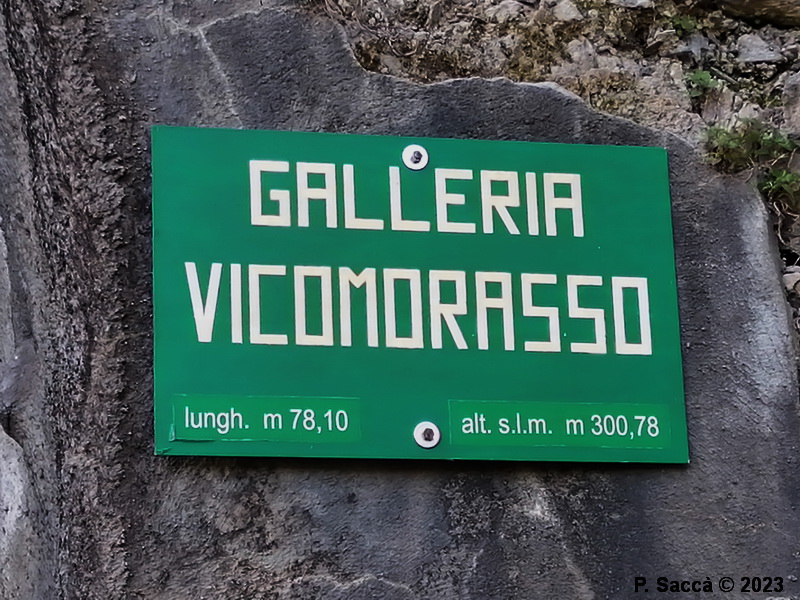 GALLERIA
VICOMORASSO
lungh. m 78,10 alt. s.l.m. m 300,78
P. Saccà © 2023